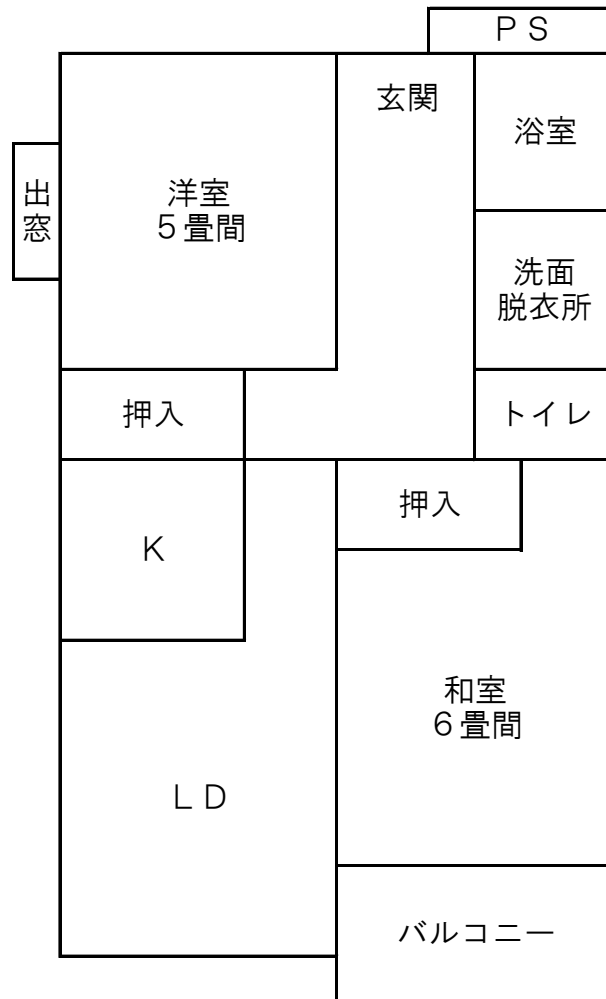 ＰＳ
玄関
浴室
出
窓
洋室
５畳間
洗面
脱衣所
押入
トイレ
押入
Ｋ
和室
６畳間
ＬＤ
バルコニー